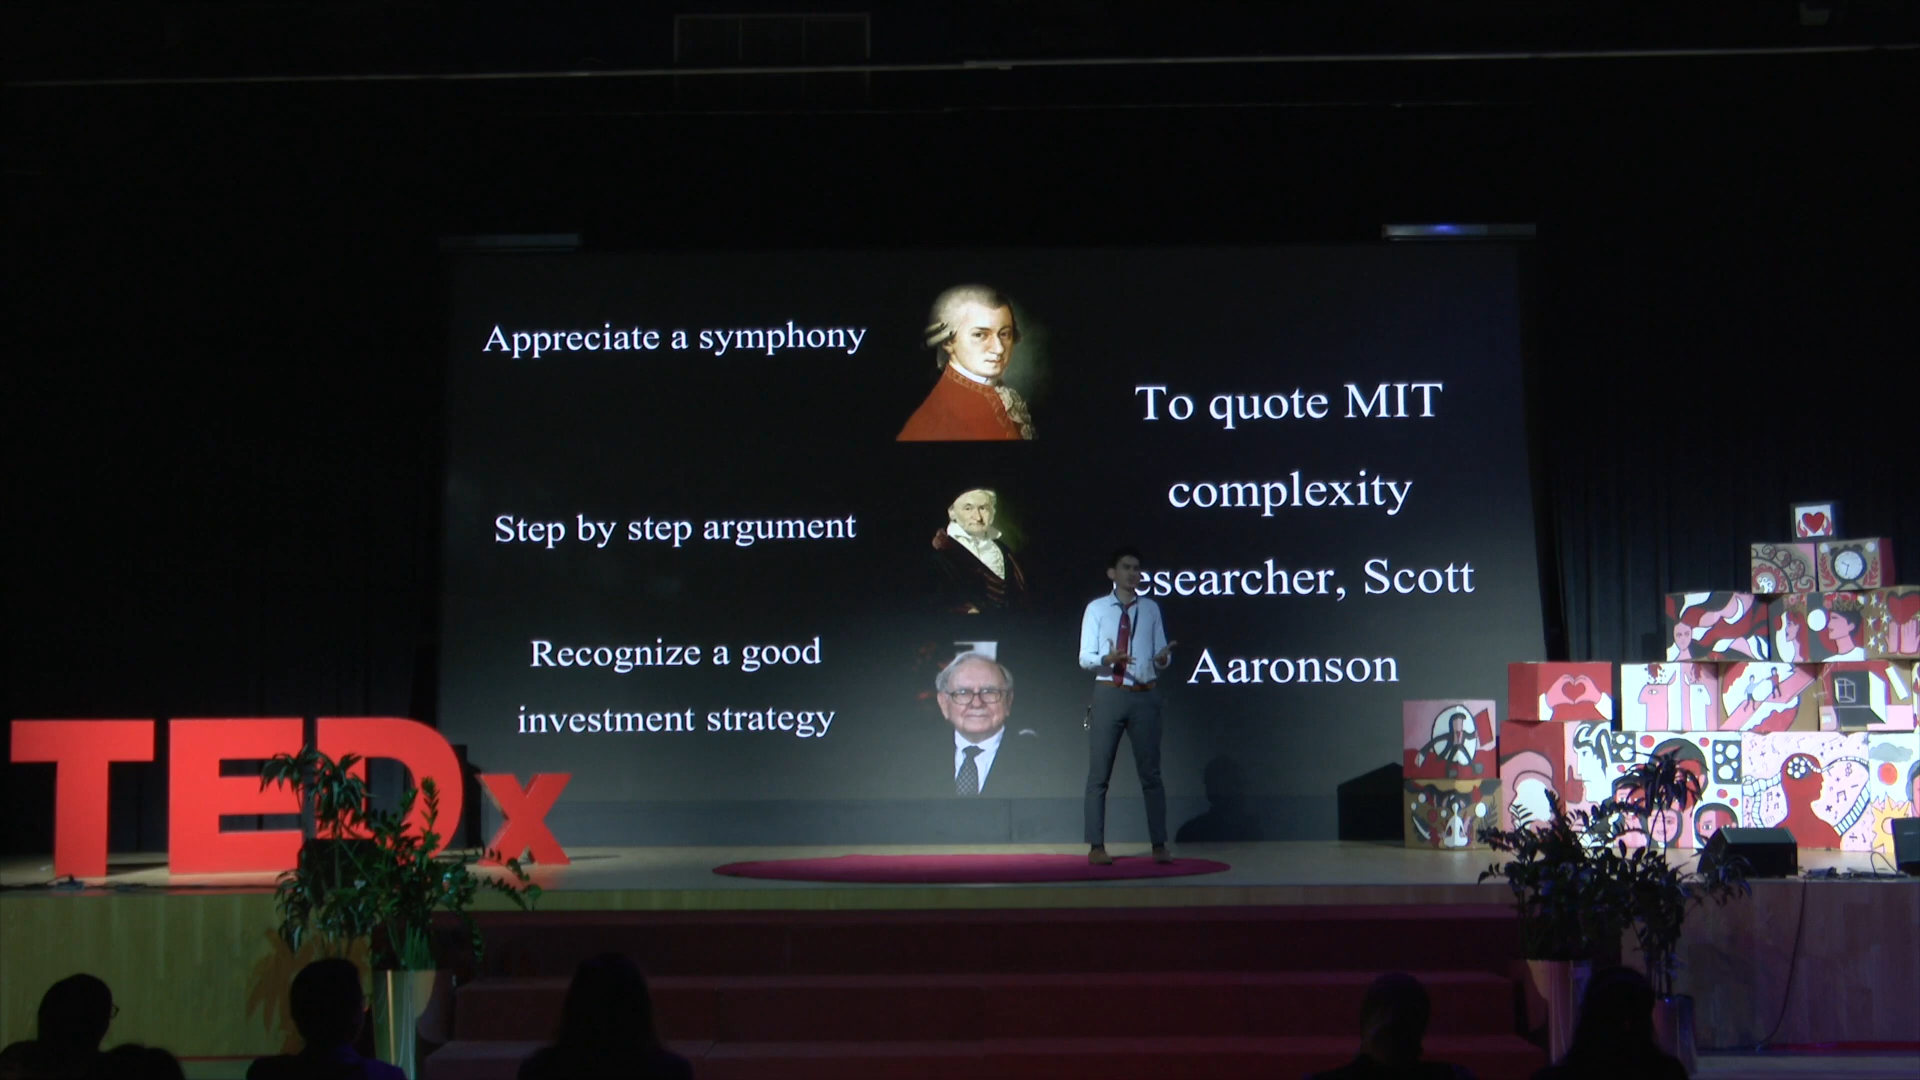 Appreciate a symphony
Step by step argument
Recognize a good
investment strategy
To quote MIT
complexity
esearcher, Scott
Aaronson
TEDx